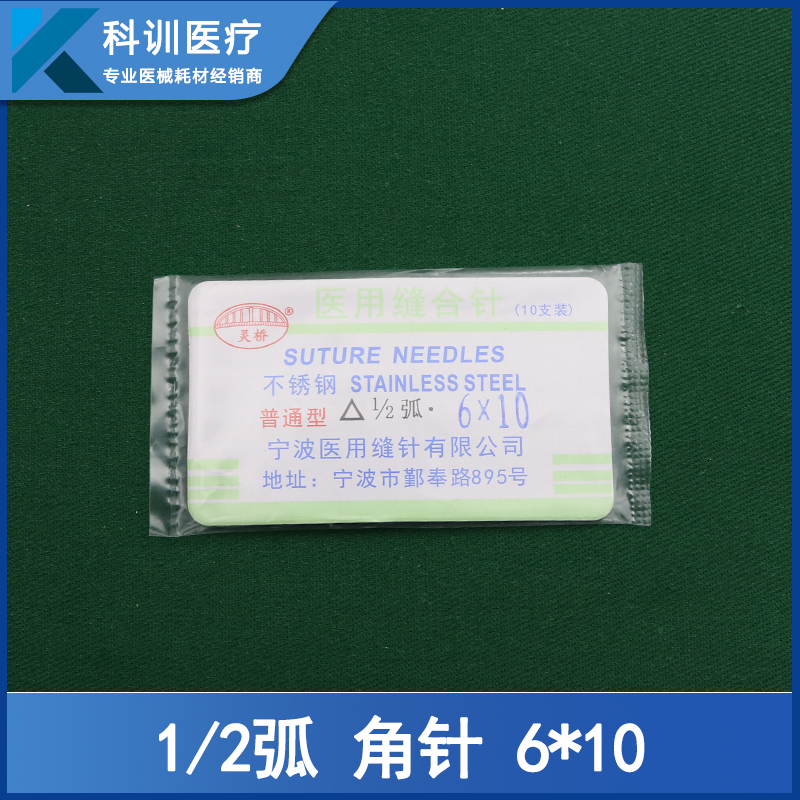 科训医疗
专业医械耗材经销商
医用缝合针 (10支装)
灵桥®
SUTURE NEEDLES
不锈钢 STAINLESS STEEL
普通型 △ 1/2 弧· 6×10
宁波医用缝针有限公司
地址：宁波市鄞奉路895号
1/2弧 角针 6*10